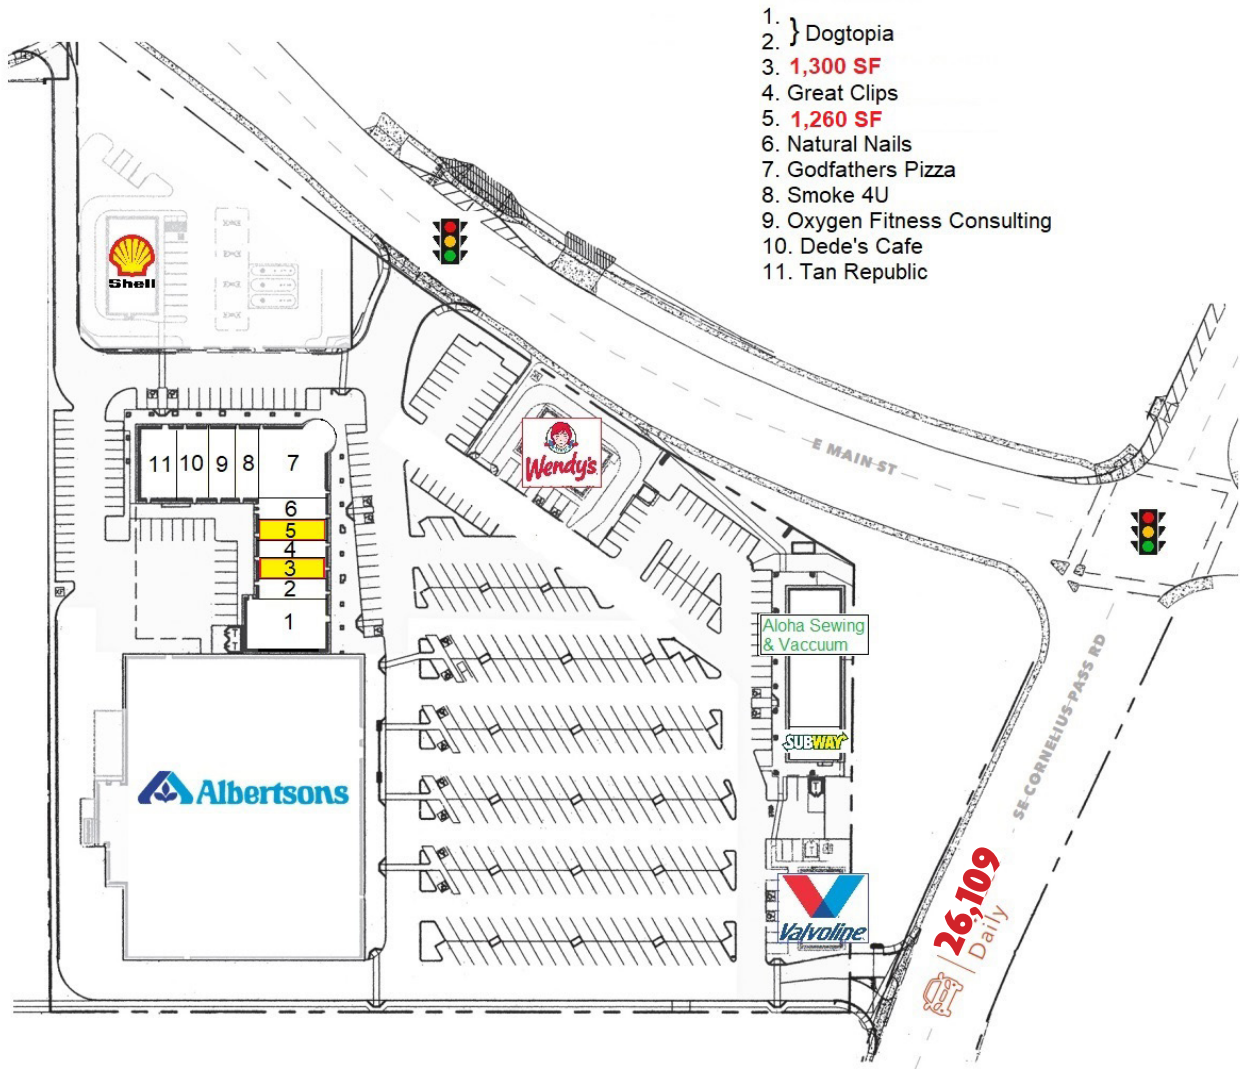 1.
2.
} Dogtopia
3. 1,300 SF
4. Great Clips
5. 1,260 SF
6. Natural Nails
7. Godfathers Pizza
8. Smoke 4U
9. Oxygen Fitness Consulting
10. Dede's Cafe
11. Tan Republic
Shell
Wendy's
E MAIN ST
11 10 9 8 7
6
5
4
3
2
1
Aloha Sewing
& Vaccuum
SUBWAY
SE CORNELIUS PASS RD
Albertsons
Valvoline
26,109
Daily